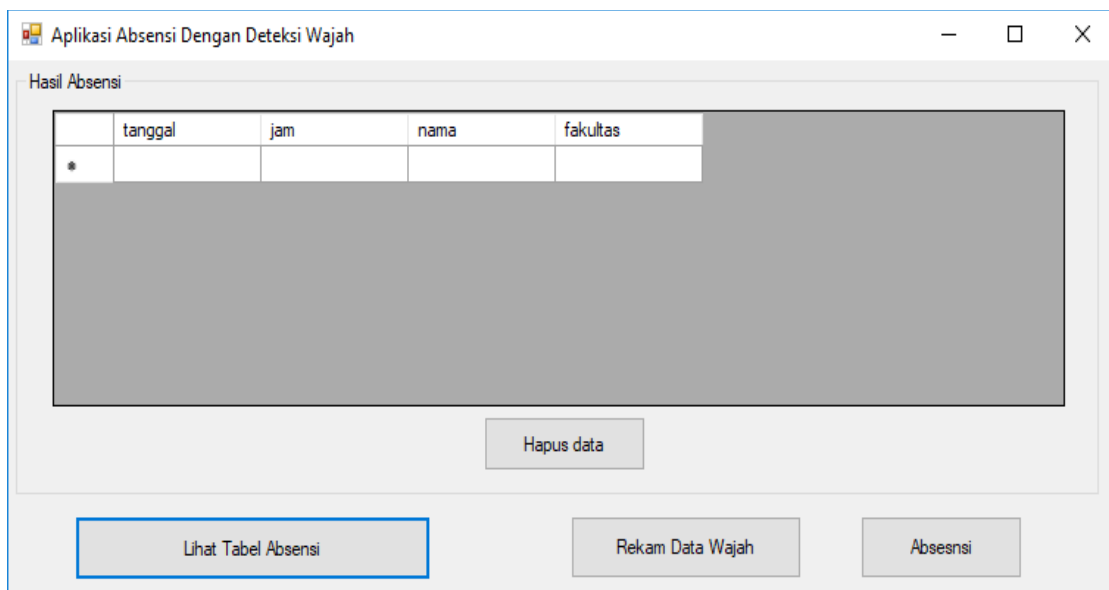 Aplikasi Absensi Dengan Deteksi Wajah
Hasil Absensi
tanggal jam nama fakultas
Hapus data
Lihat Tabel Absensi Rekam Data Wajah Absesnsi